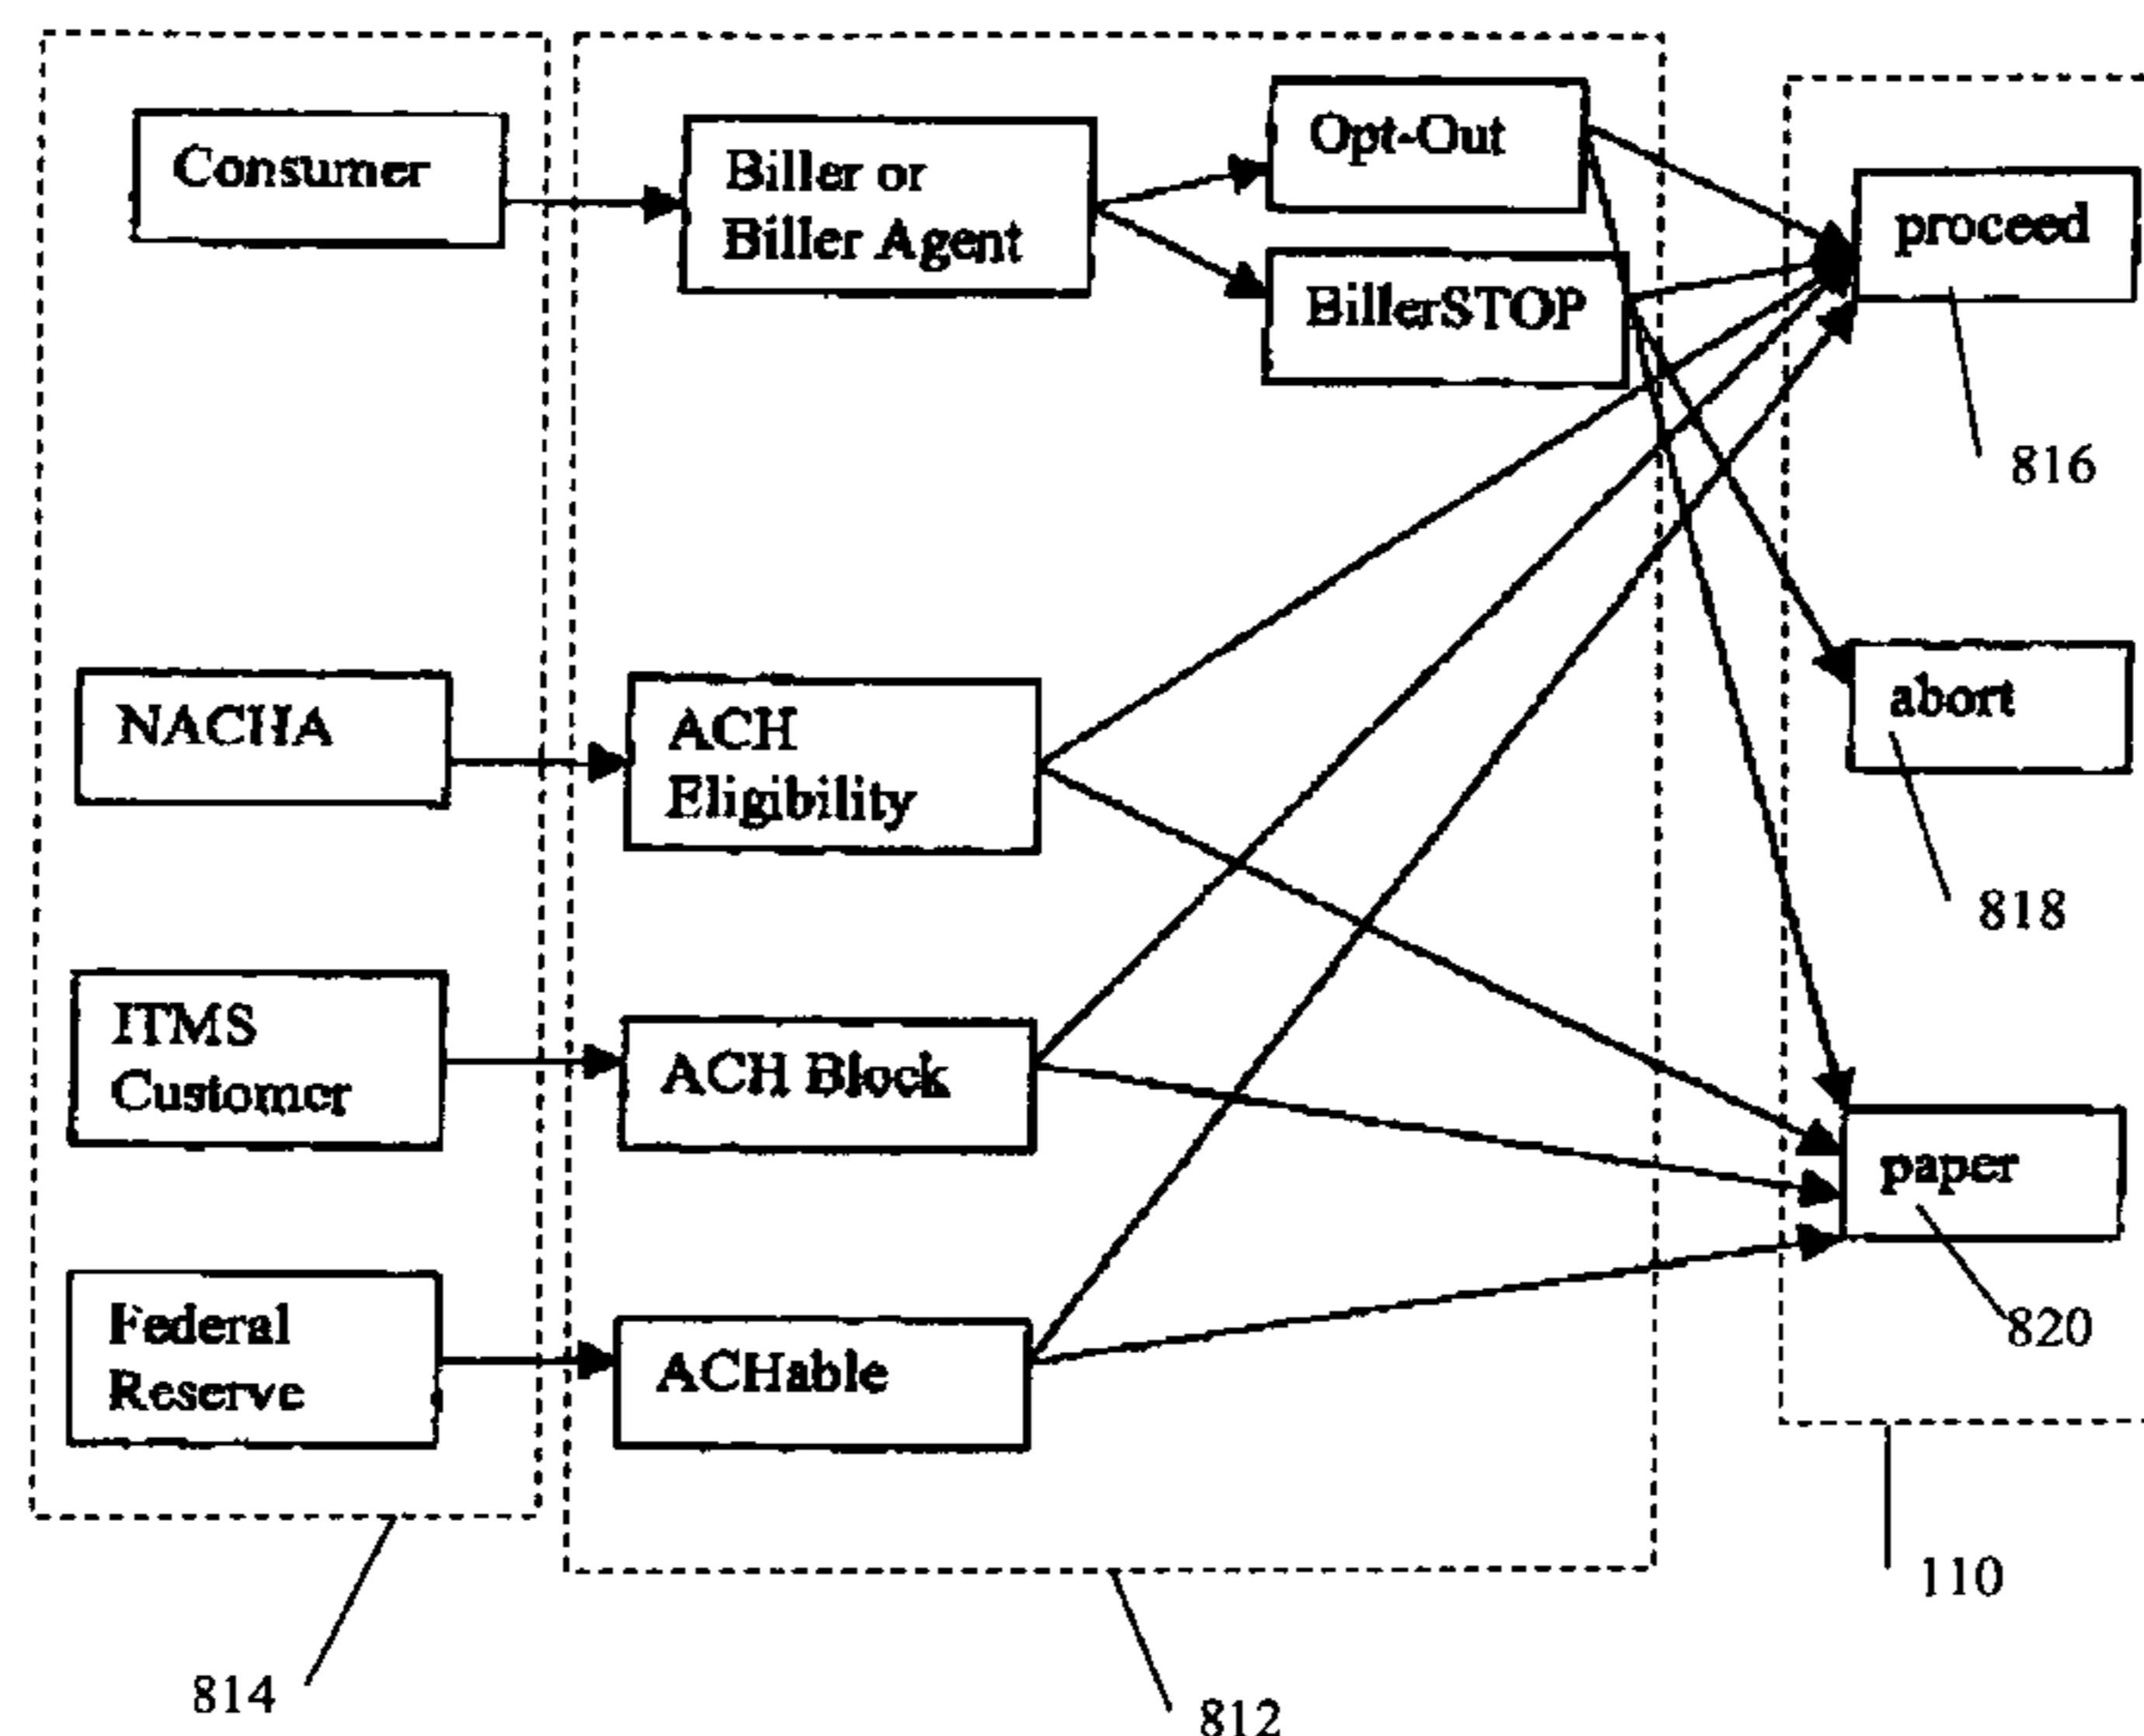 Consumer
Biller or
Biller Agent
Opt-Out
BillerSTOP
proceed
816
NACHA
ACH
Eligibility
abort
818
ITMS
Customer
ACH Block
paper
820
Federal
Reserve
ACHable
110
814
812